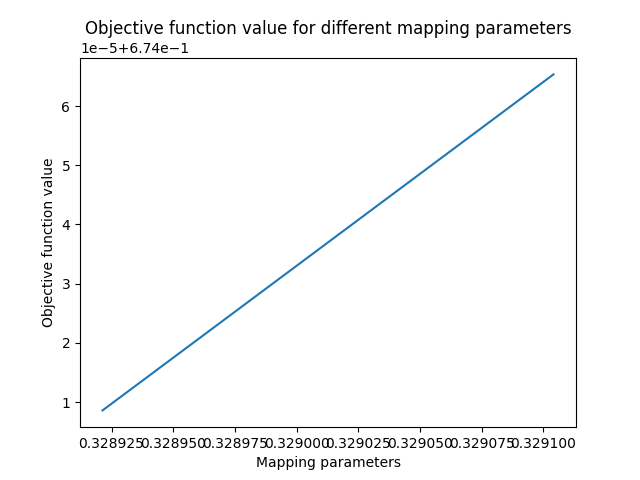 Objective function value for different mapping parameters
1e−5+6.74e−1
6
5
4
3
2
1
Objective function value
0.328925 0.328950 0.328975 0.329000 0.329025 0.329050 0.329075 0.329100
Mapping parameters